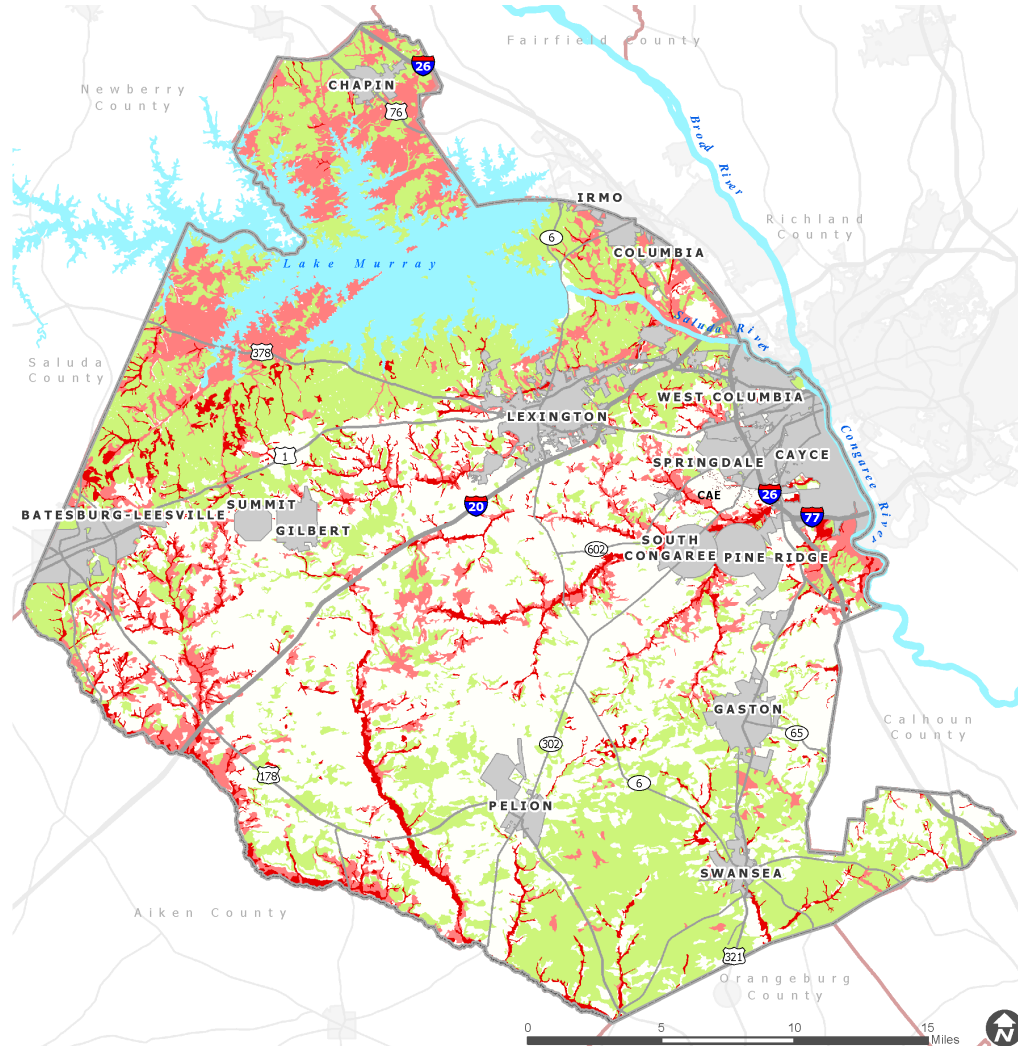 Fairfield County
26
CHAPIN
Newberry
County
76
Broad River
IRMO
Richland
County
6
COLUMBIA
Lake Murray
Saluda River
378
Saluda
County
WEST COLUMBIA
LEXINGTON
Congaree River
1
CAYCE
SPRINGDALE
CAE
26
20
SUMMIT
BATESBURG-LEESVILLE
77
GILBERT
SOUTH
CONGAREE
602
PINE RIDGE
GASTON
Calhoun
County
65
302
178
6
PELION
SWANSEA
Aiken County
321
Orangeburg
County
0
5
10
15
Miles
N